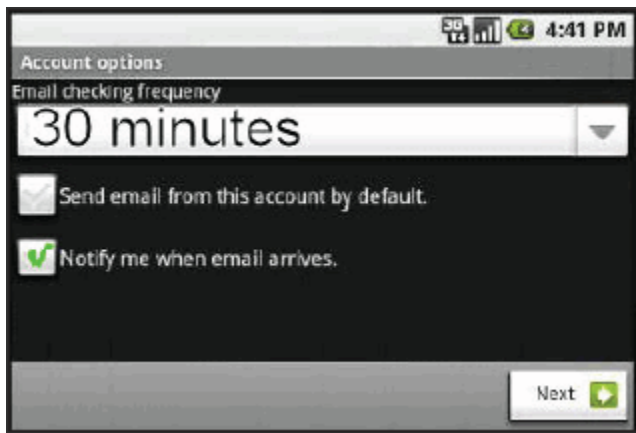 3G
4:41 PM
Account options
Email checking frequency
30 minutes
Send email from this account by default.
Notify me when email arrives.
Next